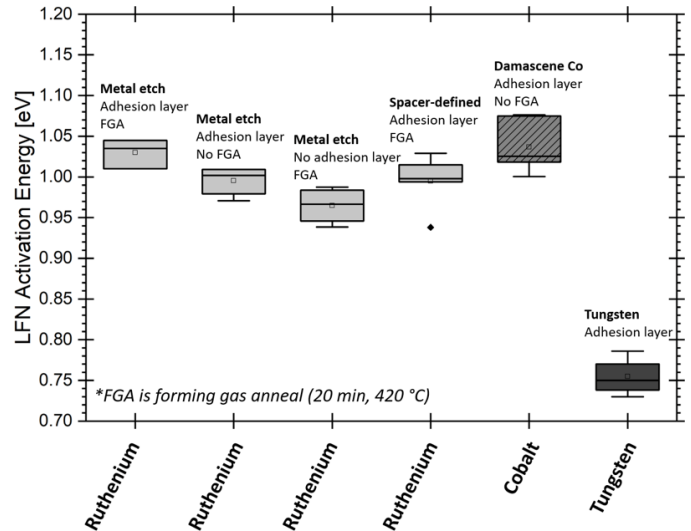 1.20
1.15
1.10
1.05
1.00
0.95
0.90
0.85
0.80
0.75
0.70
LFN Activation Energy [eV]
Metal etch
Adhesion layer
FGA
Metal etch
Adhesion layer
No FGA
Metal etch
No adhesion layer
FGA
Spacer-defined
Adhesion layer
FGA
Damascene Co
Adhesion layer
No FGA
Tungsten
Adhesion layer
*FGA is forming gas anneal (20 min, 420 °C)
Ruthenium
Ruthenium
Ruthenium
Ruthenium
Cobalt
Tungsten